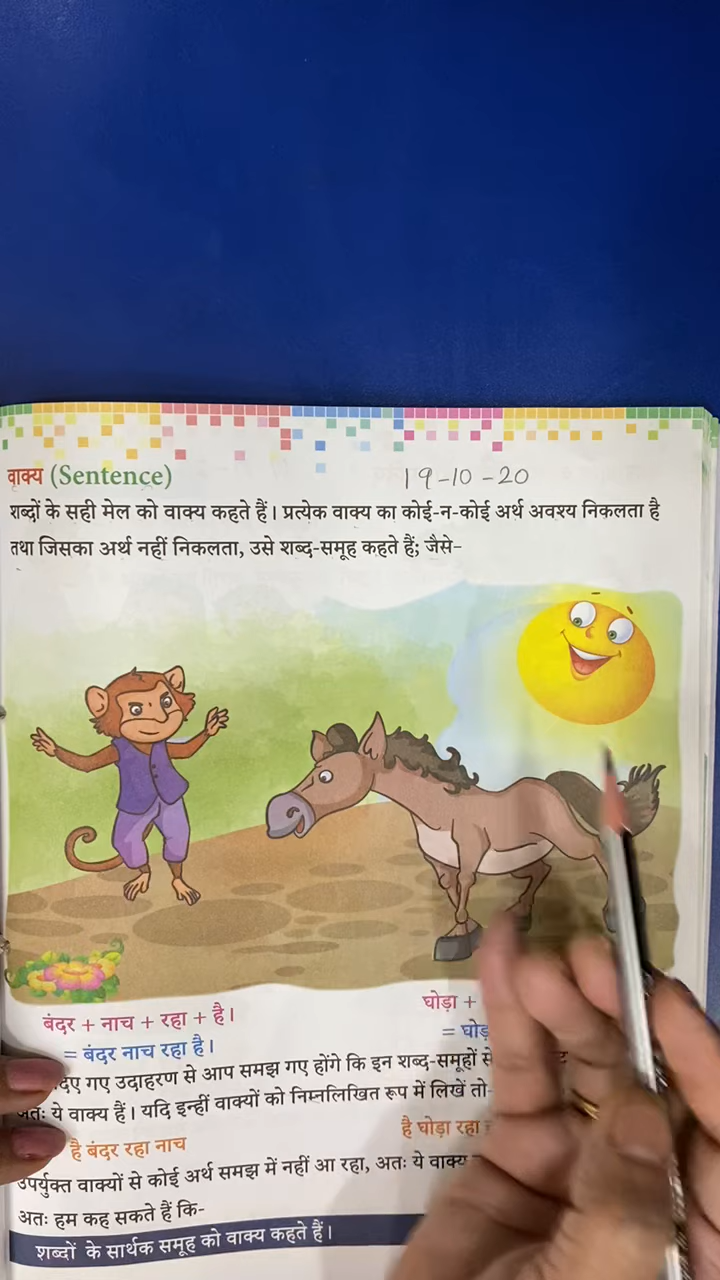 वाक्य (Sentence) 19-10-20
शब्दों के सही मेल को वाक्य कहते हैं। प्रत्येक वाक्य का कोई-न-कोई अर्थ अवश्य निकलता है
तथा जिसका अर्थ नहीं निकलता, उसे शब्द-समूह कहते हैं; जैसे-
बंदर + नाच + रहा + है। घोड़ा +
= बंदर नाच रहा है। =
गए उदाहरण से आप समझ गए होंगे कि इन शब्द-समूहों से
ये वाक्य हैं। यदि इन्हीं वाक्यों को निम्नलिखित रूप में लिखें तो-
है बंदर रहा नाच है घोड़ा रहा
उपर्युक्त वाक्यों से कोई अर्थ समझ में नहीं आ रहा, अतः ये वाक्य
अतः हम कह सकते हैं कि-
शब्दों के सार्थक समूह को वाक्य कहते हैं।